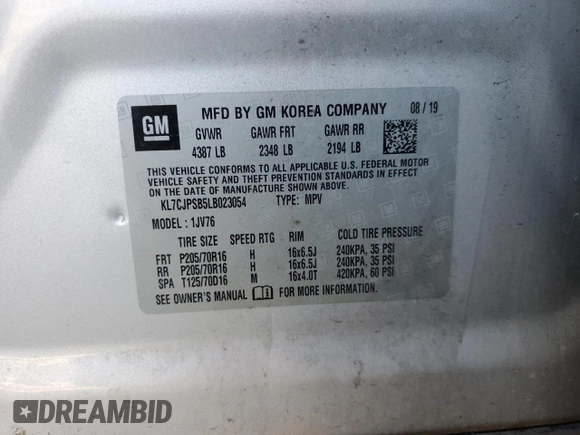 GM
MFD BY GM KOREA COMPANY 08/19
GVWR GAWR FRT GAWR RR
4387 LB 2348 LB 2194 LB
THIS VEHICLE CONFORMS TO ALL APPLICABLE U.S. FEDERAL MOTOR
VEHICLE SAFETY AND THEFT PREVENTION STANDARDS IN EFFECT ON
THE DATE OF MANUFACTURE SHOWN ABOVE.
KL7CJPSB5LB023054 TYPE: MPV
MODEL: 1JV76
TIRE SIZE SPEED RTG RIM COLD TIRE PRESSURE
FRT P205/70R16 H 16x6.5J 240KPA, 35 PSI
RR P205/70R16 H 16x6.5J 240KPA, 35 PSI
SPA T125/70D16 M 16x4.0T 420KPA, 60 PSI
SEE OWNER'S MANUAL FOR MORE INFORMATION.
DREAMBID